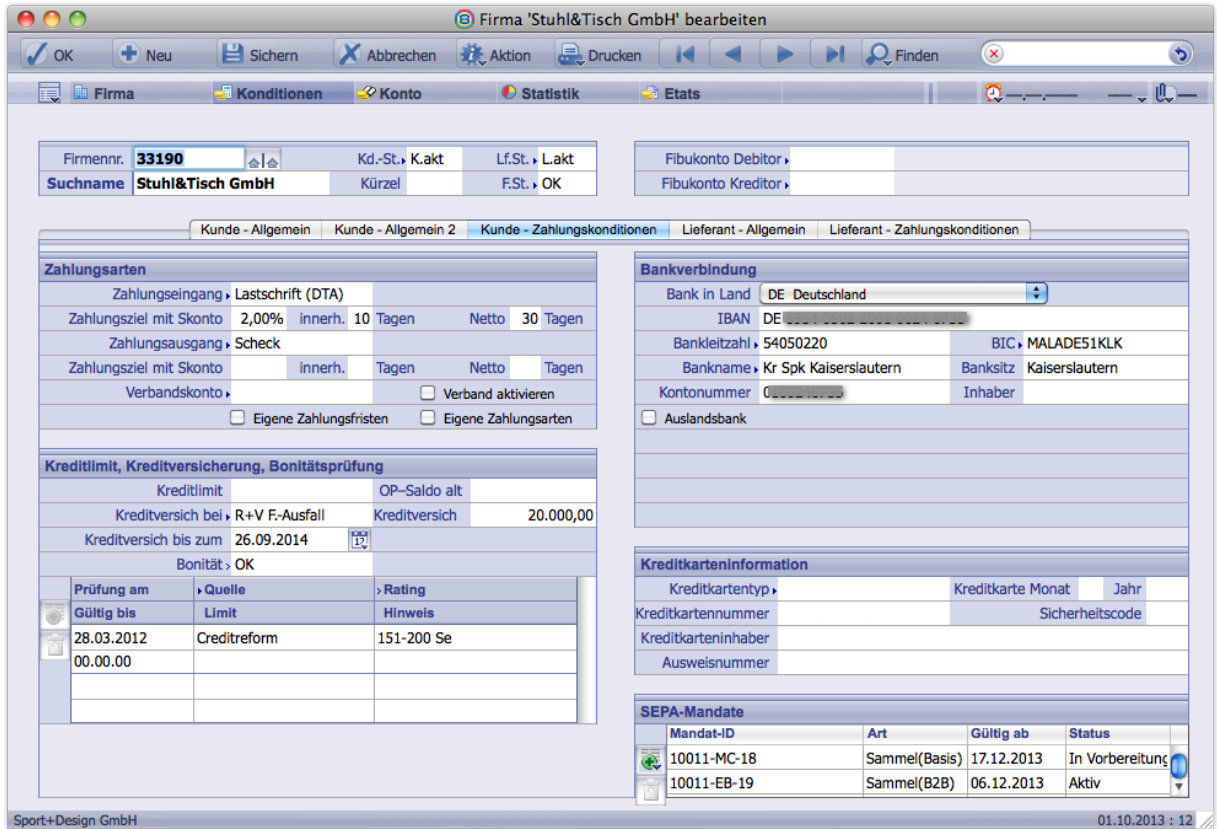 Firma 'Stuhl&Tisch GmbH' bearbeiten
OK Neu Sichern Abbrechen Aktion Drucken Finden
Firma Konditionen Konto Statistik Etats
Firmennr. 33190 Kd.-St. K.akt Lf.St. L.akt
Suchname Stuhl&Tisch GmbH Kürzel F.St. OK
Fibukonto Debitor
Fibukonto Kreditor
Kunde - Allgemein Kunde - Allgemein 2 Kunde - Zahlungskonditionen Lieferant - Allgemein Lieferant - Zahlungskonditionen
Zahlungsarten
Zahlungseingang Lastschrift (DTA)
Zahlungsziel mit Skonto 2,00% innerh. 10 Tagen Netto 30 Tagen
Zahlungsausgang Scheck
Zahlungsziel mit Skonto innerh. Tagen Netto Tagen
Verbandskonto Verband aktivieren
Eigene Zahlungsfristen Eigene Zahlungsarten
Kreditlimit, Kreditversicherung, Bonitätsprüfung
Kreditlimit OP–Saldo alt
Kreditversich bei R+V F.-Ausfall Kreditversich 20.000,00
Kreditversich bis zum 26.09.2014
Bonität OK
Prüfung am Quelle Rating
Gültig bis Limit Hinweis
28.03.2012 Creditreform 151-200 Se
00.00.00
Bankverbindung
Bank in Land DE Deutschland
IBAN DE
Bankleitzahl 54050220 BIC MALADE51KLK
Bankname Kr Spk Kaiserslautern Banksitz Kaiserslautern
Kontonummer Inhaber
Auslandsbank
Kreditkarteninformation
Kreditkartentyp Kreditkarte Monat Jahr
Kreditkartennummer Sicherheitscode
Kreditkarteninhaber
Ausweisnummer
SEPA-Mandate
Mandat-ID Art Gültig ab Status
10011-MC-18 Sammel(Basis) 17.12.2013 In Vorbereitung
10011-EB-19 Sammel(B2B) 06.12.2013 Aktiv
Sport+Design GmbH 01.10.2013 : 12